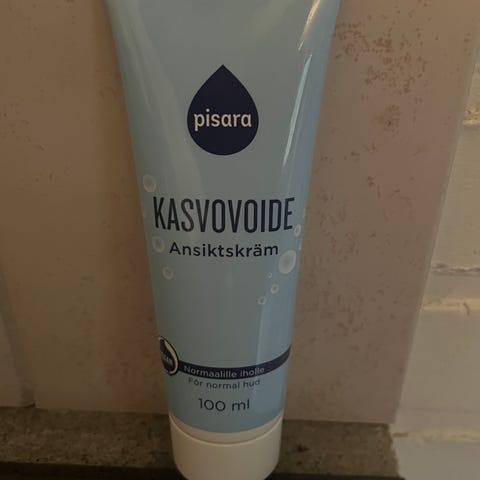 pisara
KASVOVOIDE
Ansiktskräm
Normaalille iholle
För normal hud
100 ml